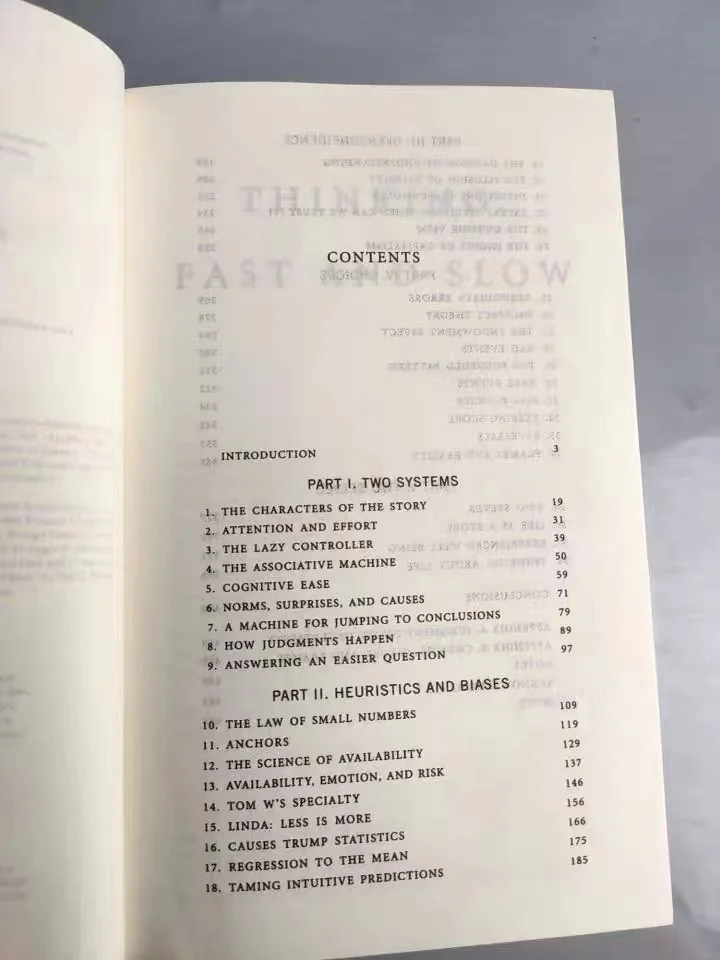 THINKING,
CONTENTS
FAST AND SLOW
INTRODUCTION 3
PART I. TWO SYSTEMS
1. THE CHARACTERS OF THE STORY 19
2. ATTENTION AND EFFORT 31
3. THE LAZY CONTROLLER 39
4. THE ASSOCIATIVE MACHINE 50
5. COGNITIVE EASE 59
6. NORMS, SURPRISES, AND CAUSES 71
7. A MACHINE FOR JUMPING TO CONCLUSIONS 79
8. HOW JUDGMENTS HAPPEN 89
9. ANSWERING AN EASIER QUESTION 97
PART II. HEURISTICS AND BIASES
10. THE LAW OF SMALL NUMBERS 109
11. ANCHORS 119
12. THE SCIENCE OF AVAILABILITY 129
13. AVAILABILITY, EMOTION, AND RISK 137
14. TOM W'S SPECIALTY 146
15. LINDA: LESS IS MORE 156
16. CAUSES TRUMP STATISTICS 166
17. REGRESSION TO THE MEAN 175
18. TAMING INTUITIVE PREDICTIONS 185